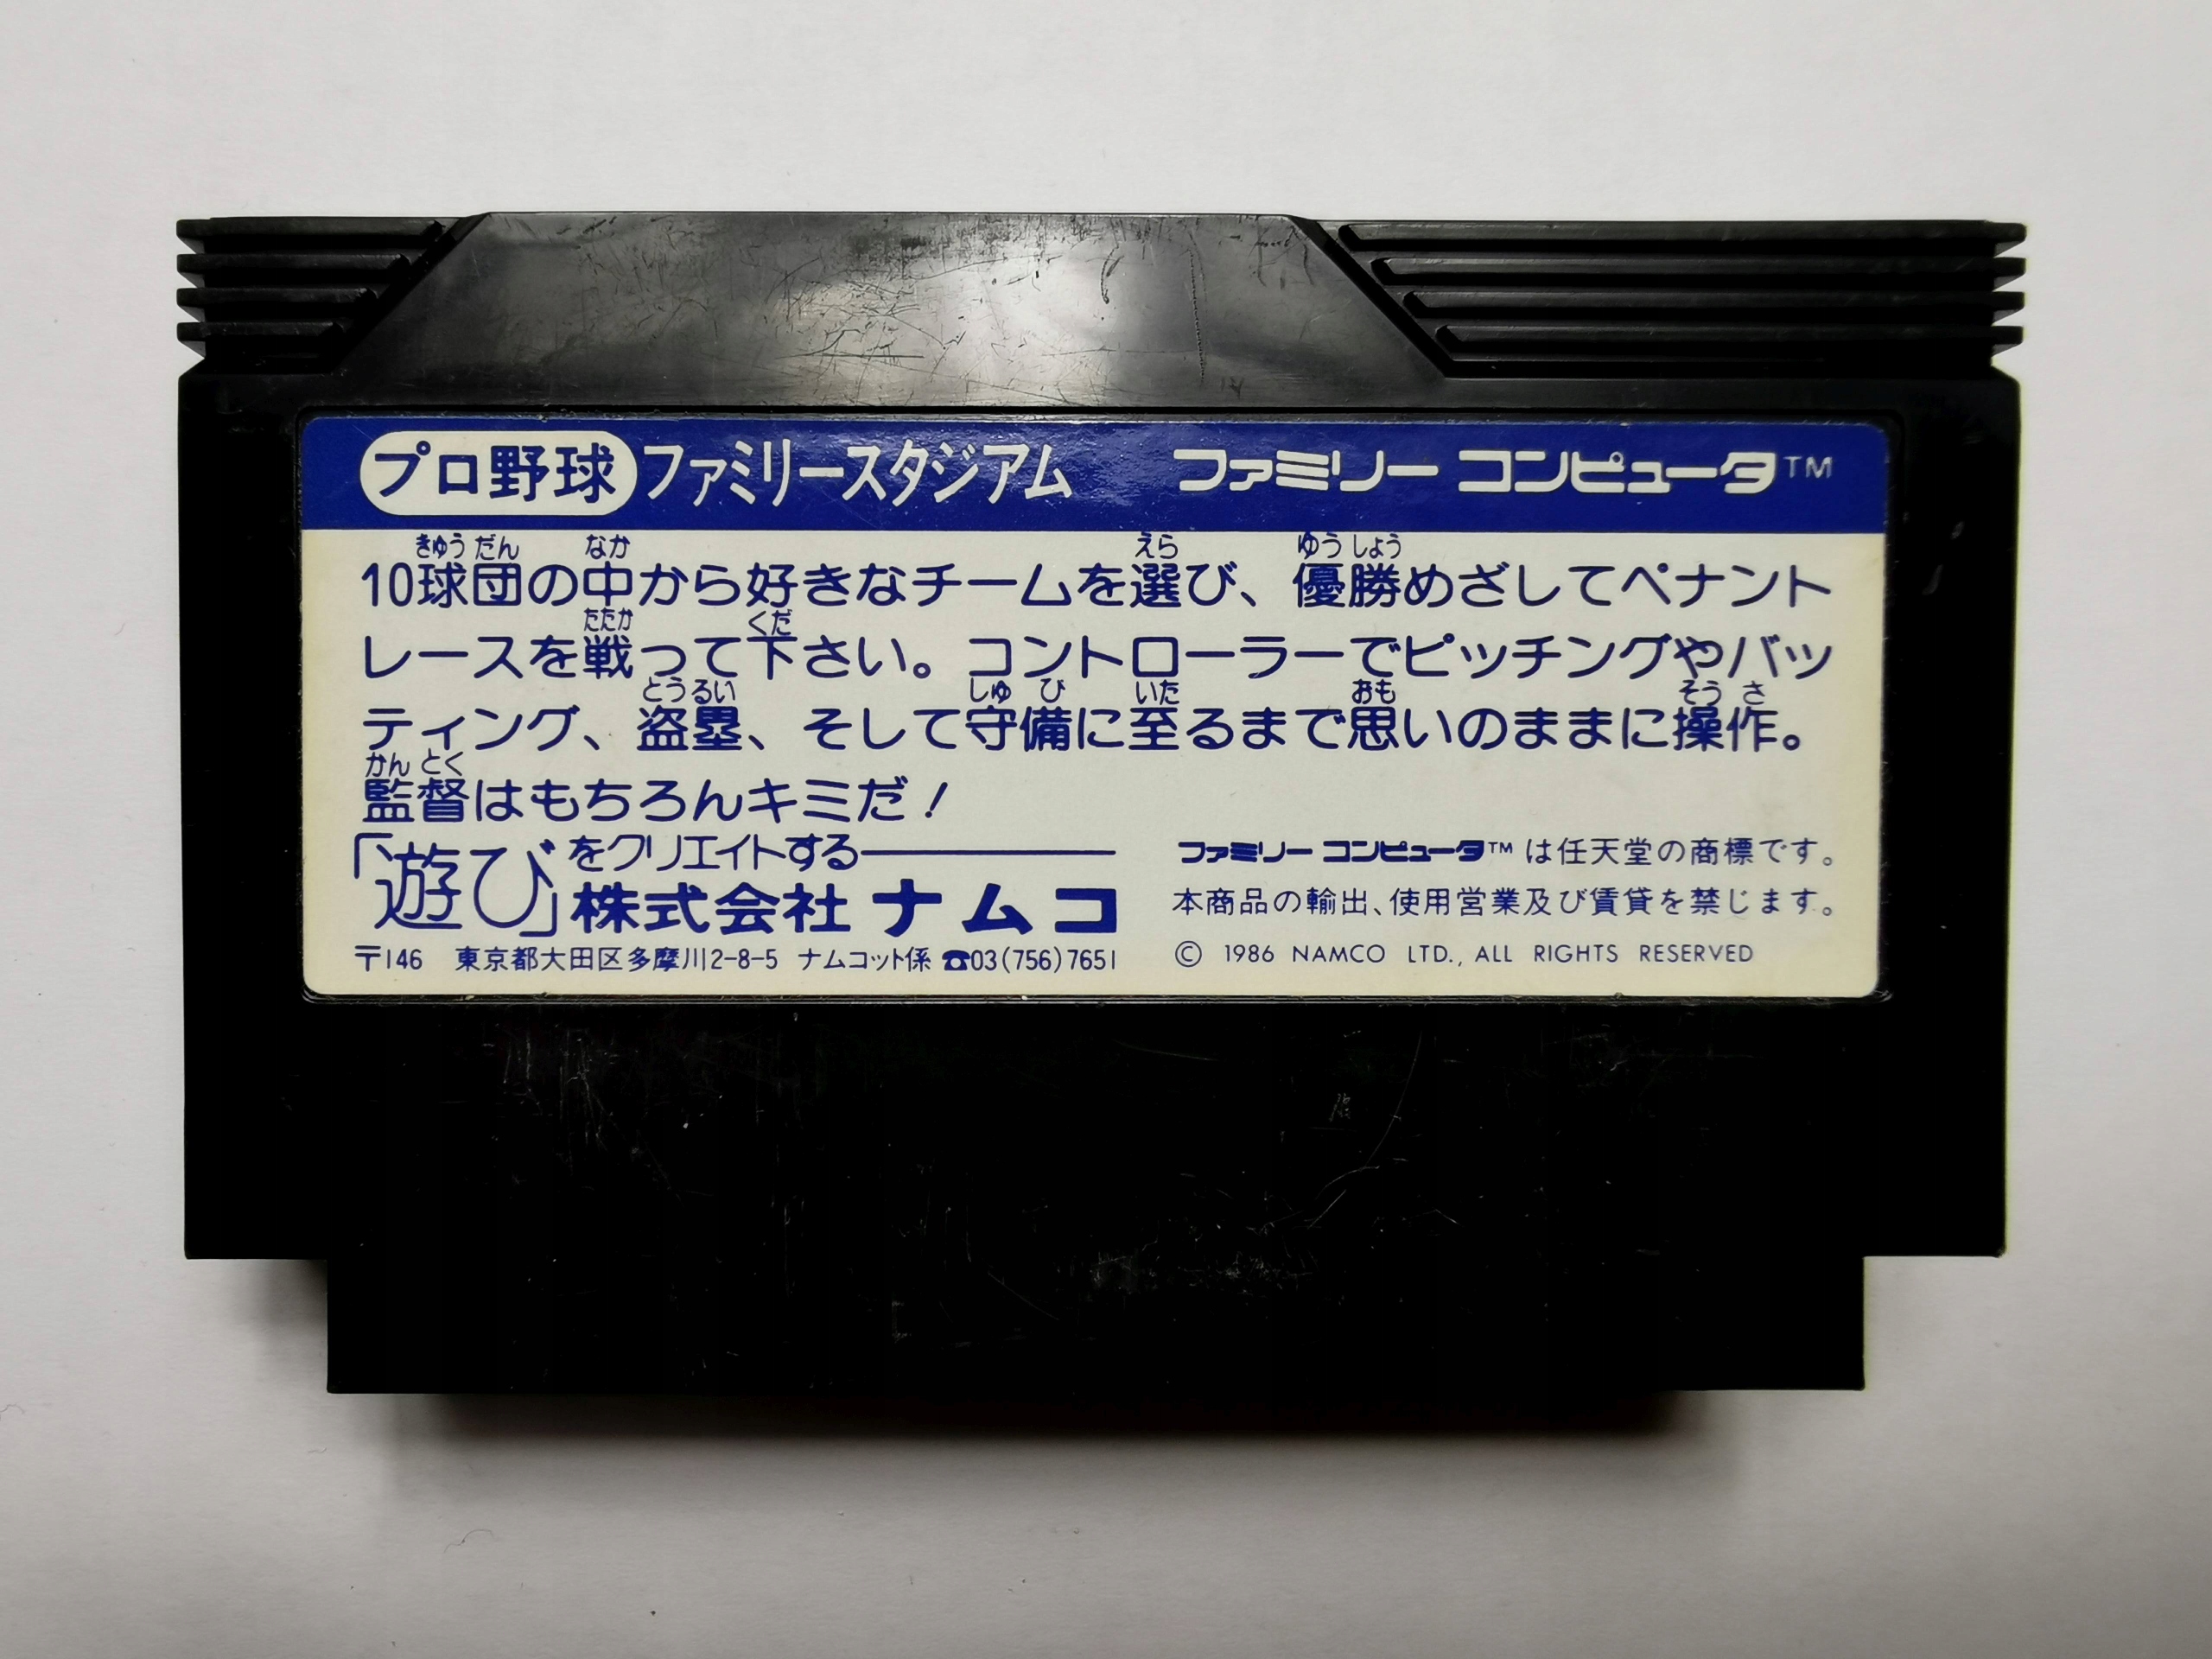 プロ野球 ファミリースタジアム ファミリー コンピュータ™
きゅう だん なか えら ゆう しょう
10球団の中から好きなチームを選び、優勝めざしてペナント
たたか くだ
レースを戦って下さい。コントローラーでピッチングやバッ
とうるい しゅ び いた おも そう さ
ティング、盗塁、そして守備に至るまで思いのままに操作。
かん とく
監督はもちろんキミだ!
「遊び」をクリエイトする――
株式会社 ナムコ
〒146 東京都大田区多摩川2-8-5 ナムコット係 ☎03(756)7651
ファミリー コンピュータ™は任天堂の商標です。
本商品の輸出、使用営業及び賃貸を禁じます。
© 1986 NAMCO LTD., ALL RIGHTS RESERVED